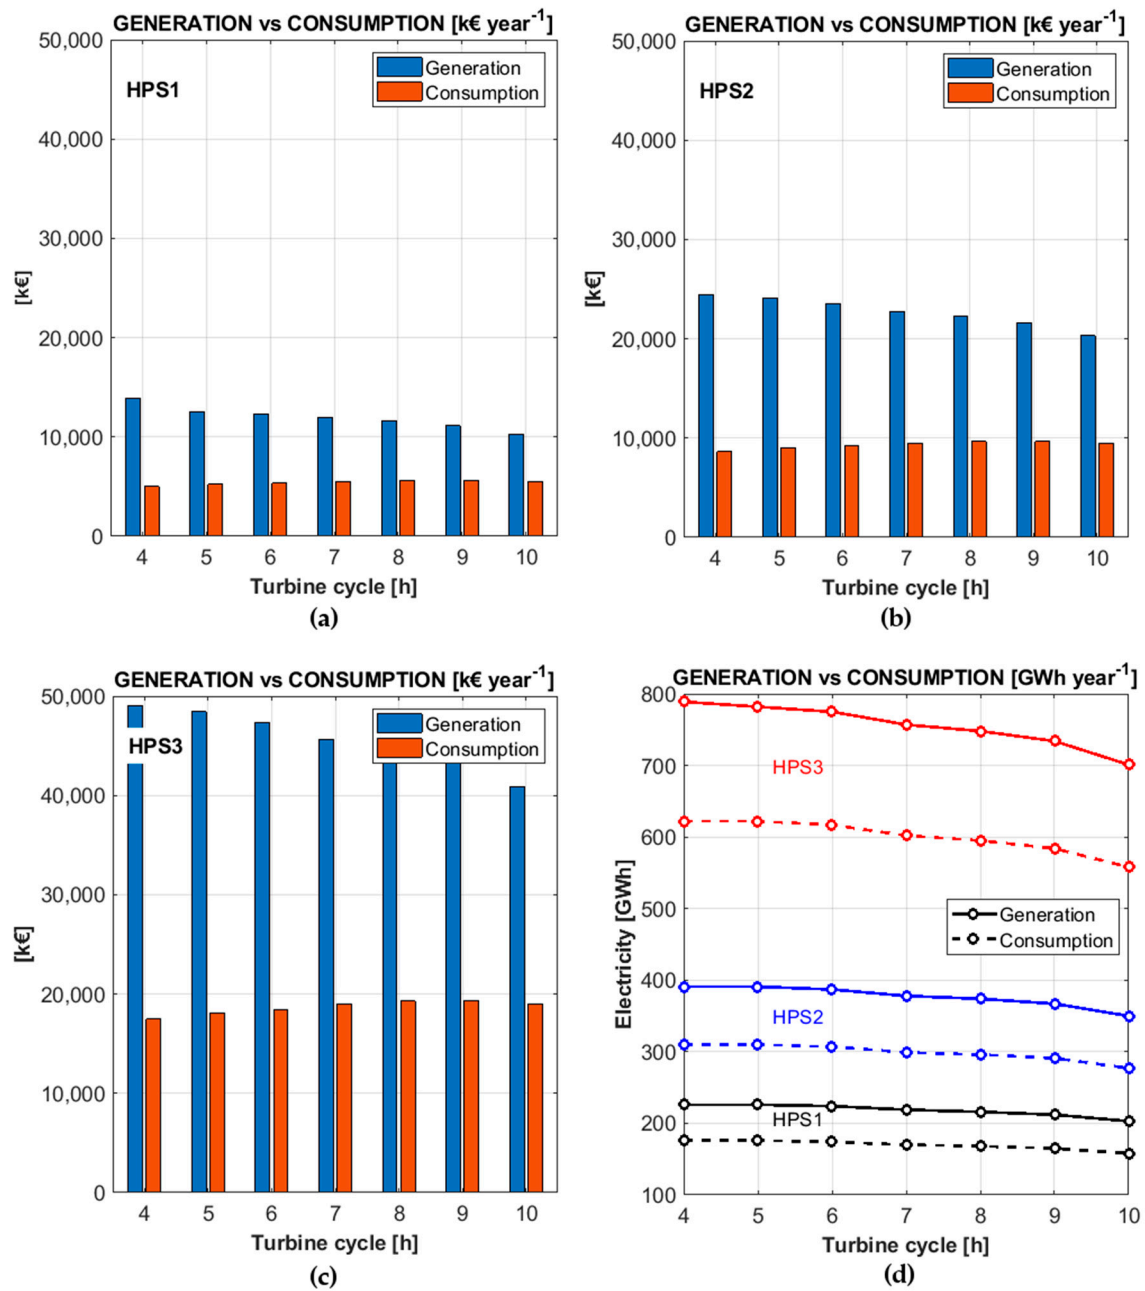 GENERATION vs CONSUMPTION [k€ year⁻¹]
50,000
40,000
30,000
20,000
10,000
0
[k€]
HPS1
Generation
Consumption
4 5 6 7 8 9 10
Turbine cycle [h]
(a)
GENERATION vs CONSUMPTION [k€ year⁻¹]
50,000
40,000
30,000
20,000
10,000
0
[k€]
HPS2
Generation
Consumption
4 5 6 7 8 9 10
Turbine cycle [h]
(b)
GENERATION vs CONSUMPTION [k€ year⁻¹]
50,000
40,000
30,000
20,000
10,000
0
[k€]
HPS3
Generation
Consumption
4 5 6 7 8 9 10
Turbine cycle [h]
(c)
GENERATION vs CONSUMPTION [GWh year⁻¹]
800
700
600
500
400
300
200
100
Electricity [GWh]
HPS3
Generation
Consumption
HPS2
HPS1
4 5 6 7 8 9 10
Turbine cycle [h]
(d)